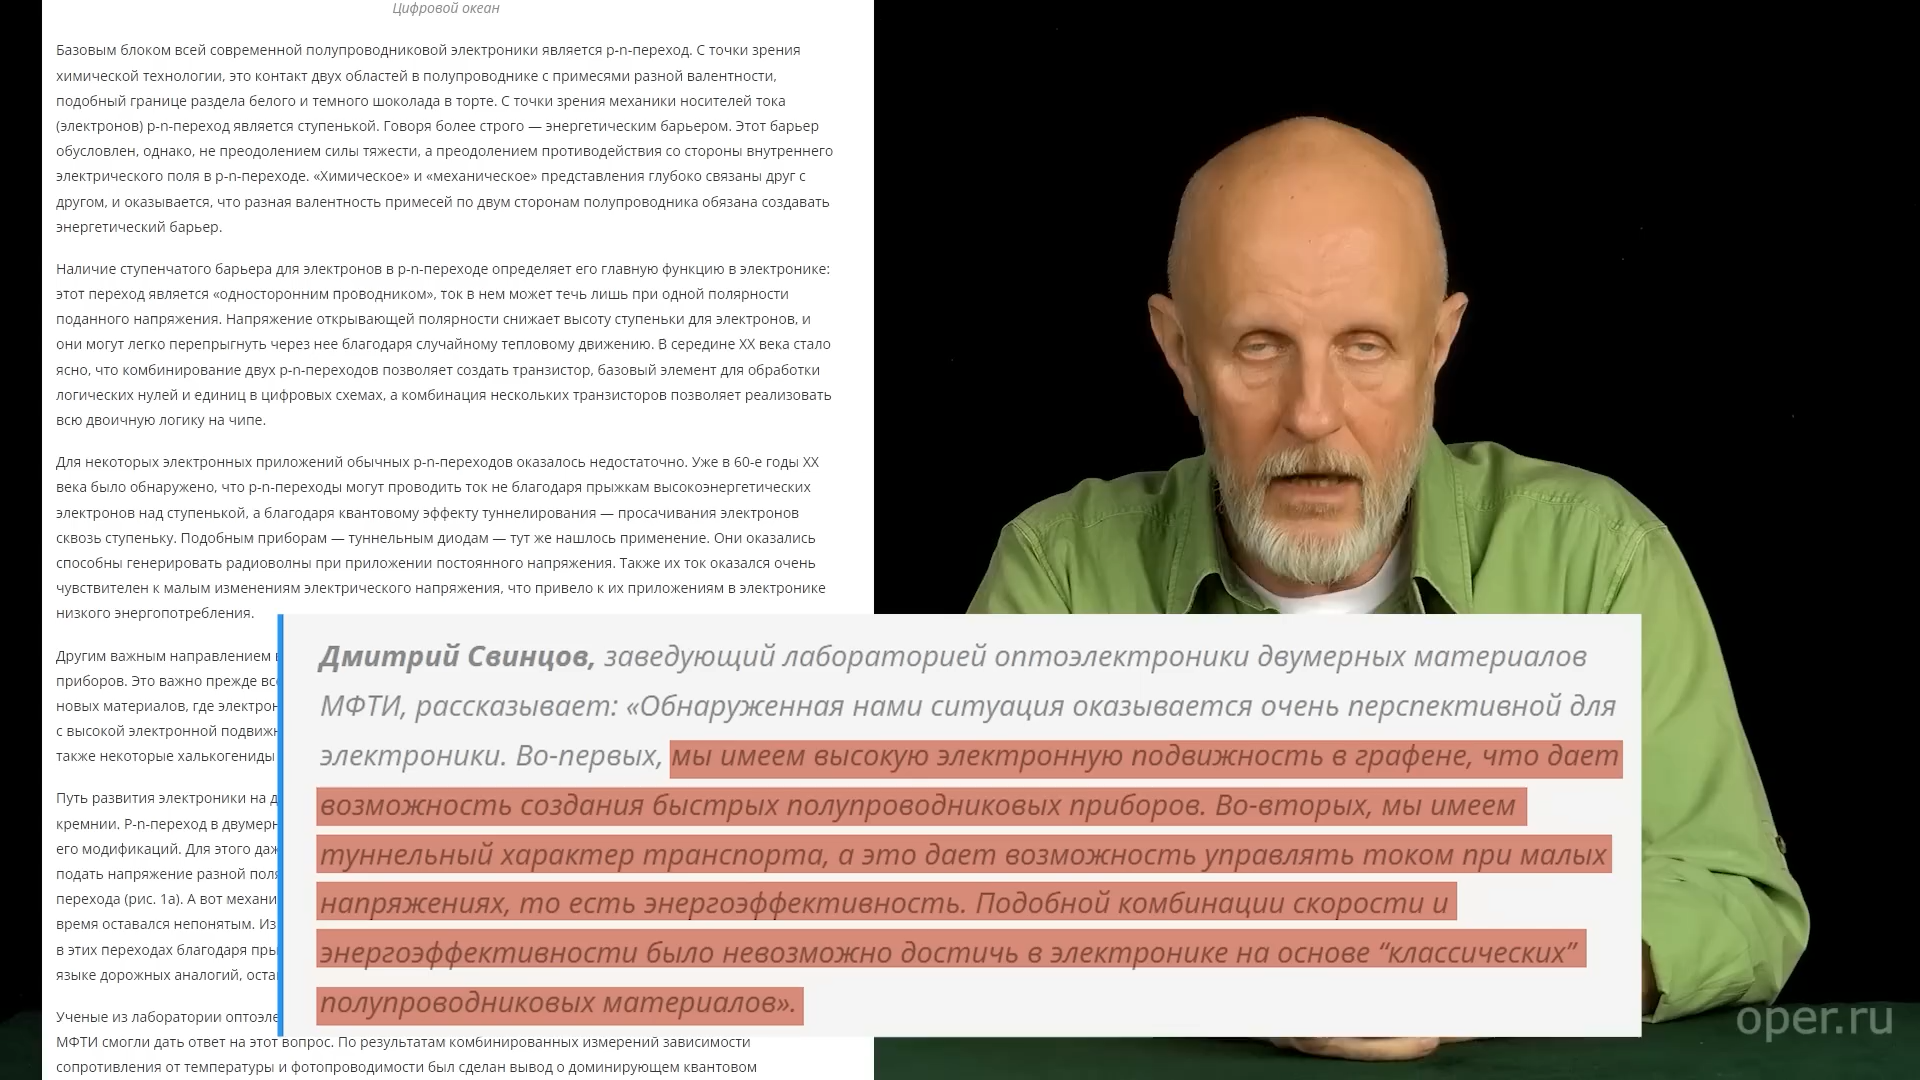 Цифровой океан
Базовым блоком всей современной полупроводниковой электроники является p-n-переход. С точки зрения
химической технологии, это контакт двух областей в полупроводнике с примесями разной валентности,
подобный границе раздела белого и темного шоколада в торте. С точки зрения механики носителей тока
(электронов) p-n-переход является ступенькой. Говоря более строго — энергетическим барьером. Этот барьер
обусловлен, однако, не преодолением силы тяжести, а преодолением противодействия со стороны внутреннего
электрического поля в p-n-переходе. «Химическое» и «механическое» представления глубоко связаны друг с
другом, и оказывается, что разная валентность примесей по двум сторонам полупроводника обязана создавать
энергетический барьер.
Наличие ступенчатого барьера для электронов в p-n-переходе определяет его главную функцию в электронике:
этот переход является «односторонним проводником», ток в нем может течь лишь при одной полярности
поданного напряжения. Напряжение открывающей полярности снижает высоту ступеньки для электронов, и
они могут легко перепрыгнуть через нее благодаря случайному тепловому движению. В середине XX века стало
ясно, что комбинирование двух p-n-переходов позволяет создать транзистор, базовый элемент для обработки
логических нулей и единиц в цифровых схемах, а комбинация нескольких транзисторов позволяет реализовать
всю двоичную логику на чипе.
Для некоторых электронных приложений обычных p-n-переходов оказалось недостаточно. Уже в 60-е годы XX
века было обнаружено, что p-n-переходы могут проводить ток не благодаря прыжкам высокоэнергетических
электронов над ступенькой, а благодаря квантовому эффекту туннелирования — просачивания электронов
сквозь ступеньку. Подобным приборам — туннельным диодам — тут же нашлось применение. Они оказались
способны генерировать радиоволны при приложении постоянного напряжения. Также их ток оказался очень
чувствителен к малым изменениям электрического напряжения, что привело к их приложениям в электронике
низкого энергопотребления.
Другим важным направлением
приборов. Это важно прежде
новых материалов, где
с высокой электронной
также некоторые халькогениды
Путь развития электроники на
кремнии. P-n-переход в
его модификаций. Для этого
подать напряжение разной
перехода (рис. 1а). А вот
время оставался непонятым.
в этих переходах благодаря
языке дорожных аналогий,
Ученые из лаборатории
МФТИ смогли дать ответ на этот вопрос. По результатам комбинированных измерений зависимости
сопротивления от температуры и фотопроводимости был сделан вывод о доминирующем квантовом
Дмитрий Свинцов, заведующий лабораторией оптоэлектроники двумерных материалов
МФТИ, рассказывает: «Обнаруженная нами ситуация оказывается очень перспективной для
электроники. Во-первых, мы имеем высокую электронную подвижность в графене, что дает
возможность создания быстрых полупроводниковых приборов. Во-вторых, мы имеем
туннельный характер транспорта, а это дает возможность управлять током при малых
напряжениях, то есть энергоэффективность. Подобной комбинации скорости и
энергоэффективности было невозможно достичь в электронике на основе “классических”
полупроводниковых материалов».
oper.ru